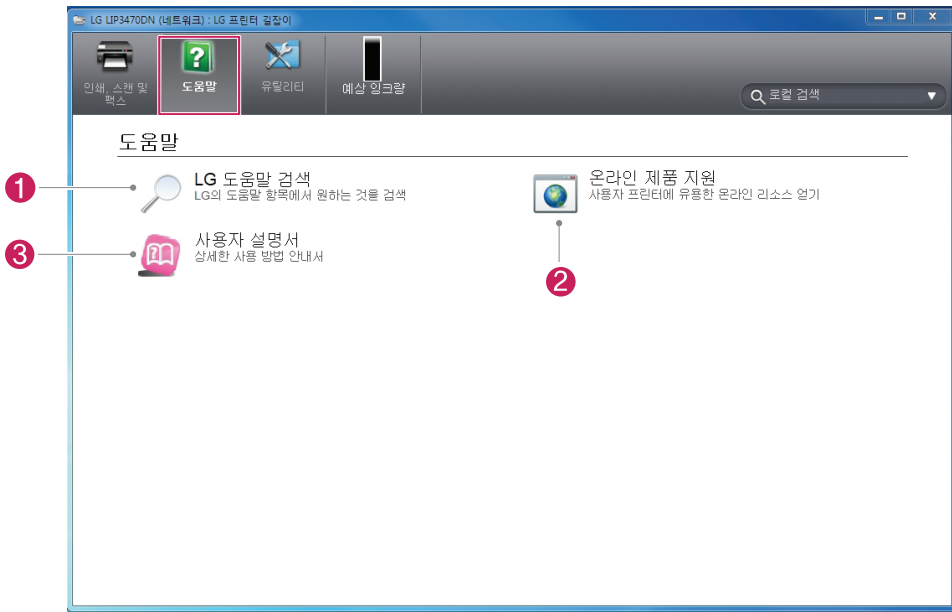 LG LIP3470DN (네트워크) : LG 프린터 길잡이
인쇄, 스캔 및
팩스
도움말
유틸리티
예상 잉크량
로컬 검색
도움말
1
LG 도움말 검색
LG의 도움말 항목에서 원하는 것을 검색
온라인 제품 지원
사용자 프린터에 유용한 온라인 리소스 열기
3
사용자 설명서
상세한 사용 방법 안내서
2